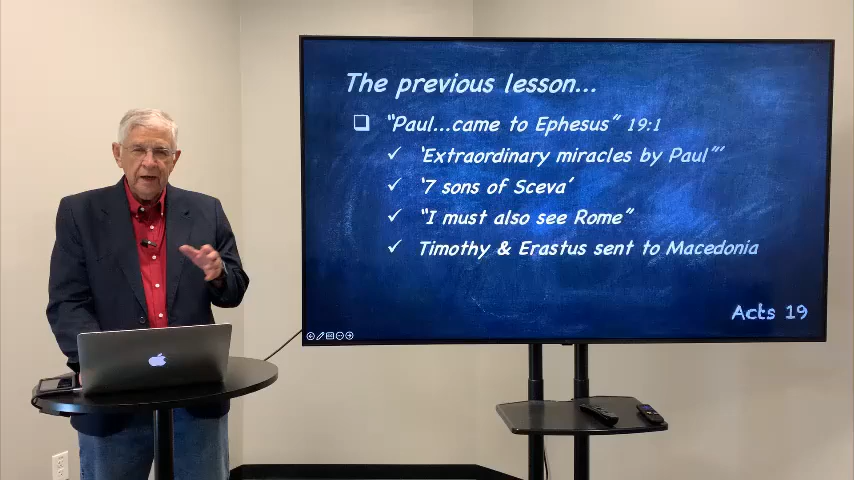 The previous lesson...
"Paul...came to Ephesus" 19:1
'Extraordinary miracles by Paul"'
'7 sons of Sceva'
"I must also see Rome"
Timothy & Erastus sent to Macedonia
Acts 19